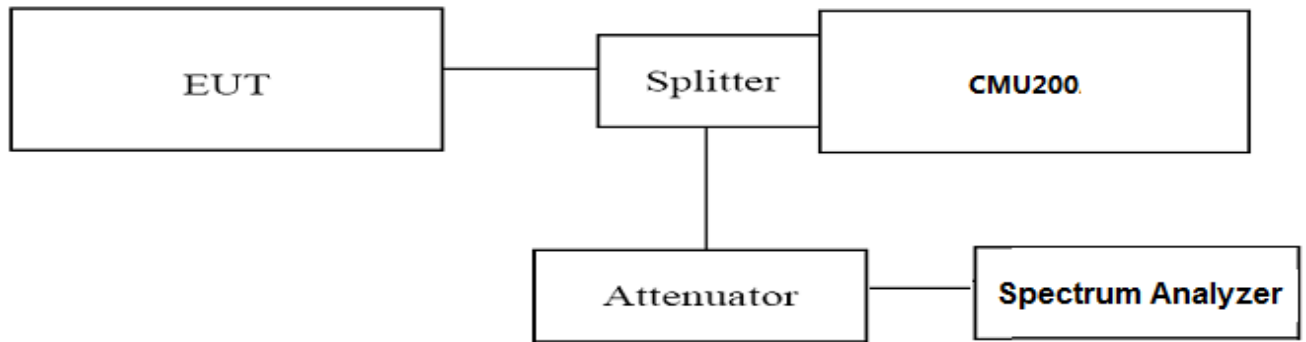 EUT
Splitter
CMU200.
Attenuator
Spectrum Analyzer